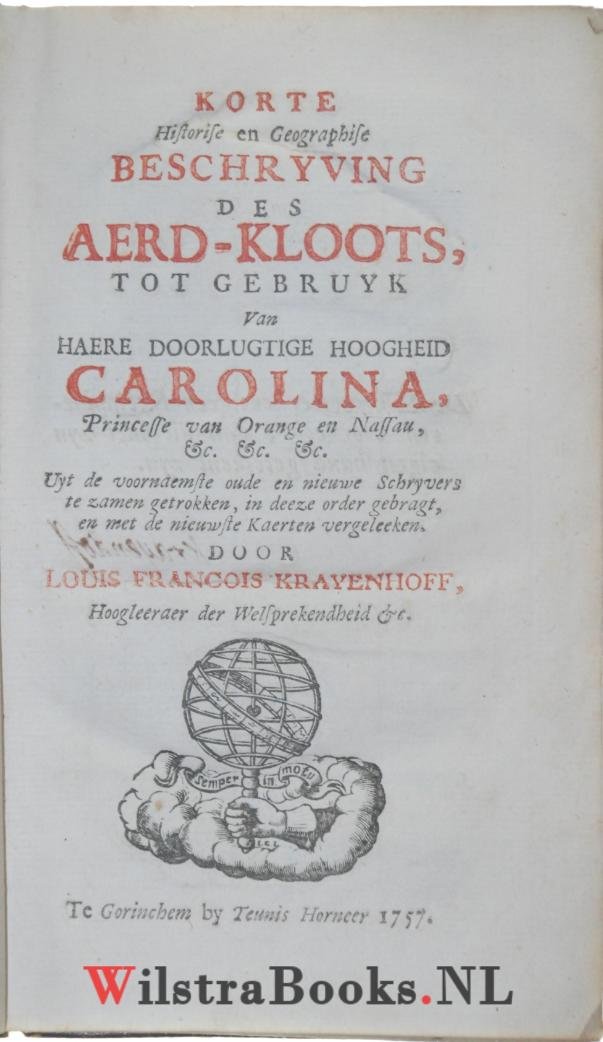 KORTE
Historise en Geographise
BESCHRYVING
DES
AERD-KLOOTS,
TOT GEBRUYK
Van
HAERE DOORLUGTIGE HOOGHEID
CAROLINA,
Princesse van Orange en Nassau,
&c. &c. &c.
Uyt de voornaemste oude en nieuwe Schryvers
te zamen getrokken, in deeze order gebragt,
en met de nieuwste Kaerten vergeleeken.
DOOR
LOUIS FRANCOIS KRAYENHOFF,
Hoogleeraer der Welsprekendheid &c.
semper in motu
I.C.I.
Te Gorinchem by Teunis Horneer 1757.
WilstraBooks.NL